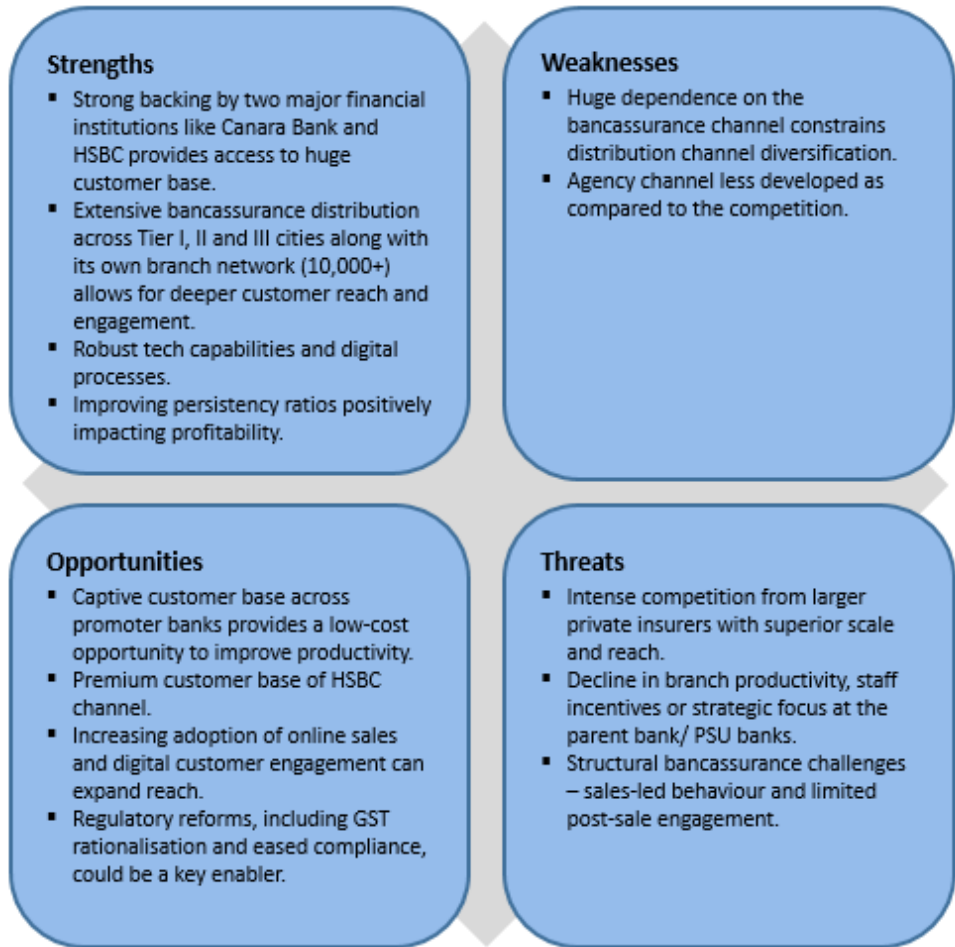 Strengths
▪ Strong backing by two major financial
institutions like Canara Bank and
HSBC provides access to huge
customer base.
▪ Extensive bancassurance distribution
across Tier I, II and III cities along with
its own branch network (10,000+)
allows for deeper customer reach and
engagement.
▪ Robust tech capabilities and digital
processes.
▪ Improving persistency ratios positively
impacting profitability.
Weaknesses
▪ Huge dependence on the
bancassurance channel constrains
distribution channel diversification.
▪ Agency channel less developed as
compared to the competition.
Opportunities
▪ Captive customer base across
promoter banks provides a low-cost
opportunity to improve productivity.
▪ Premium customer base of HSBC
channel.
▪ Increasing adoption of online sales
and digital customer engagement can
expand reach.
▪ Regulatory reforms, including GST
rationalisation and eased compliance,
could be a key enabler.
Threats
▪ Intense competition from larger
private insurers with superior scale
and reach.
▪ Decline in branch productivity, staff
incentives or strategic focus at the
parent bank/ PSU banks.
▪ Structural bancassurance challenges
– sales-led behaviour and limited
post-sale engagement.